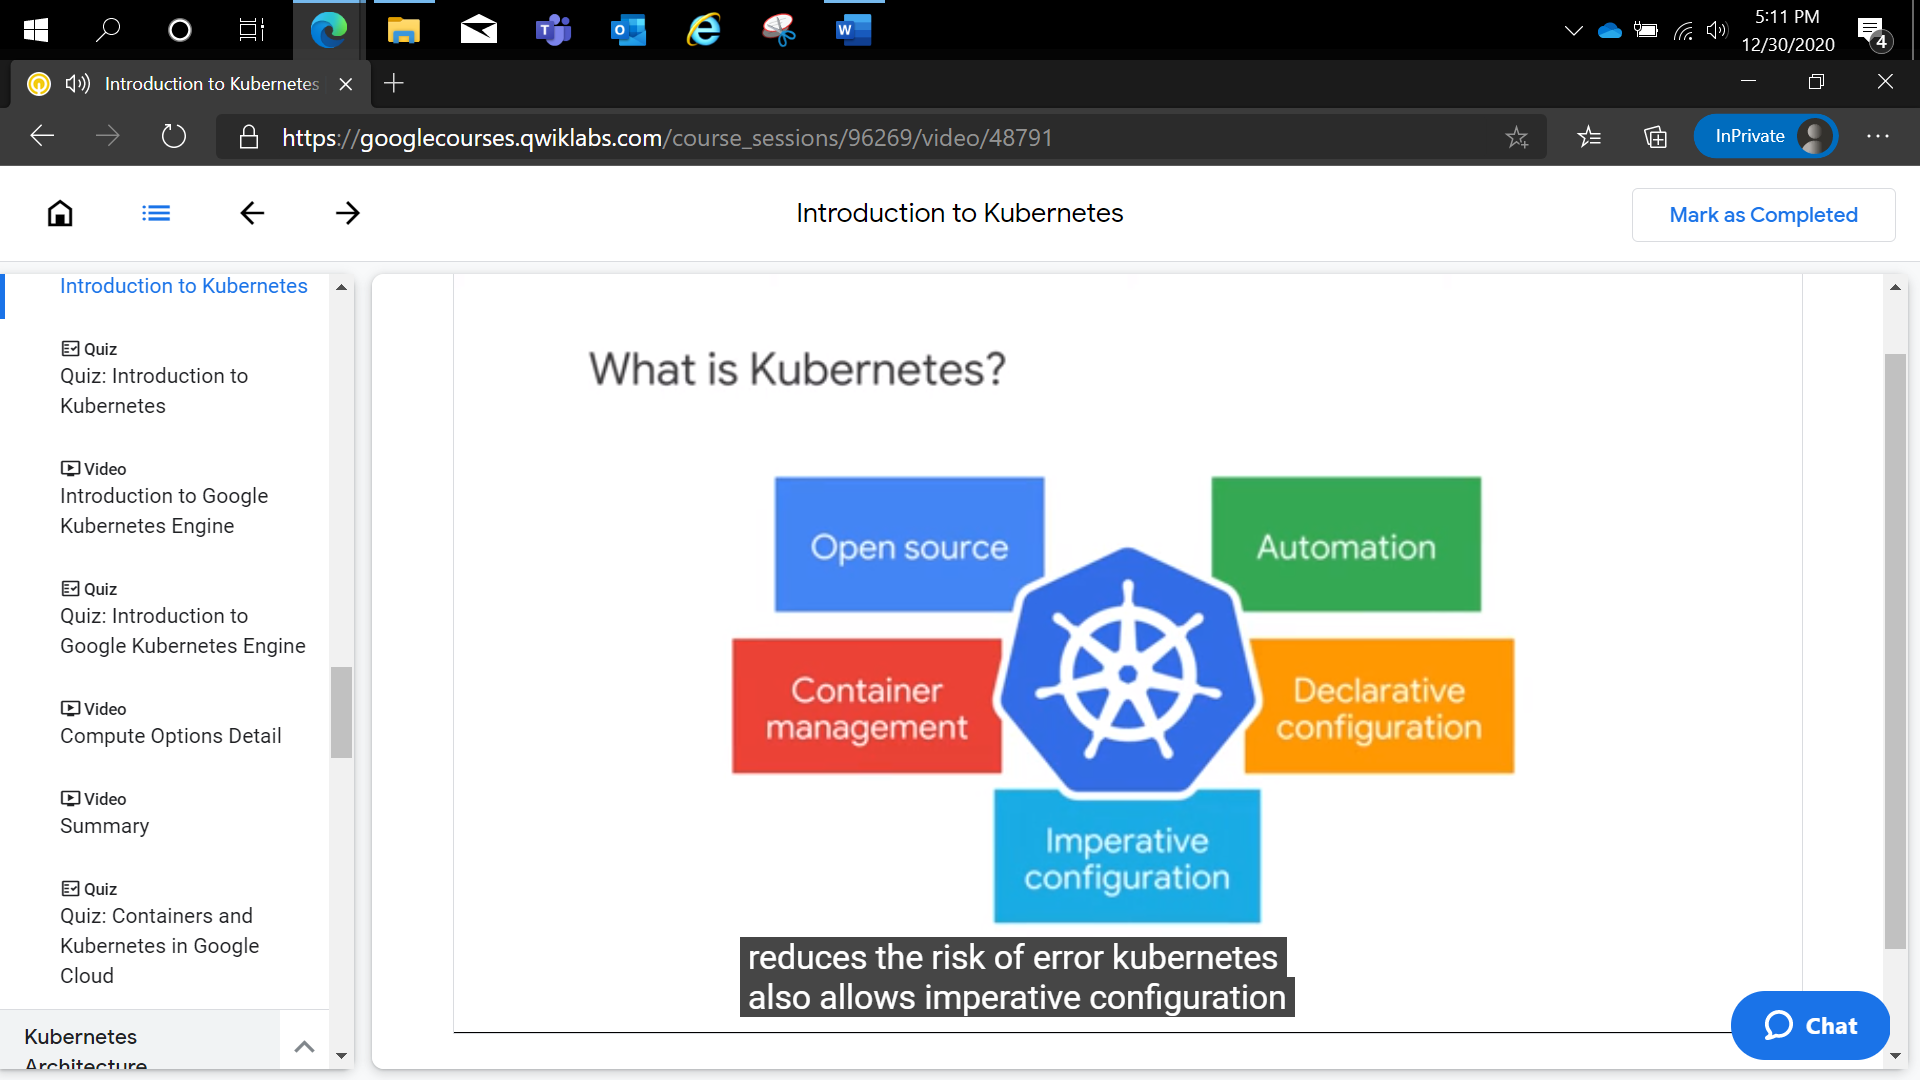 5:11 PM
12/30/2020
4
Introduction to Kubernetes
https://googlecourses.qwiklabs.com/course_sessions/96269/video/48791
InPrivate
Introduction to Kubernetes
Mark as Completed
Introduction to Kubernetes
Quiz
Quiz: Introduction to
Kubernetes
Video
Introduction to Google
Kubernetes Engine
Quiz
Quiz: Introduction to
Google Kubernetes Engine
Video
Compute Options Detail
Video
Summary
Quiz
Quiz: Containers and
Kubernetes in Google
Cloud
Kubernetes
Architecture
What is Kubernetes?
Open source
Automation
Container
management
Declarative
configuration
Imperative
configuration
reduces the risk of error kubernetes
also allows imperative configuration
Chat